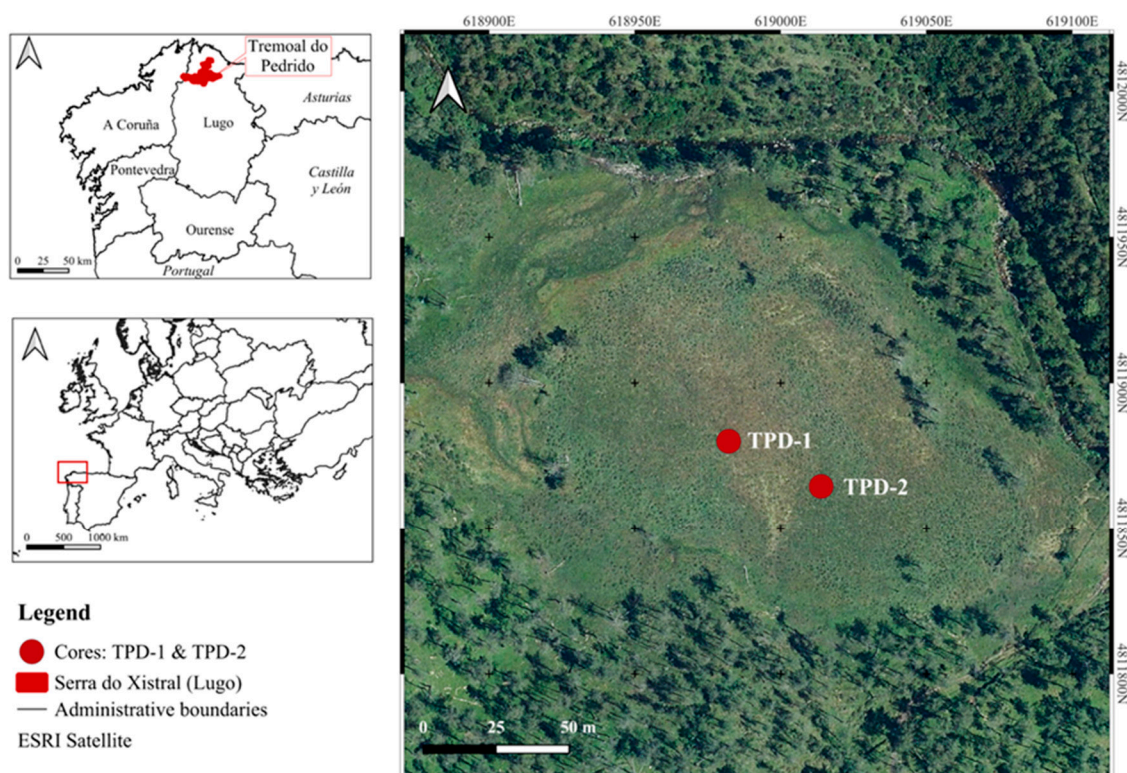 Tremoal do
Pedrido
Asturias
A Coruña
Lugo
Castilla
y León
Pontevedra
Ourense
Portugal
0 25 50 km
0 500 1000 km
Legend
Cores: TPD-1 & TPD-2
Serra do Xistral (Lugo)
Administrative boundaries
ESRI Satellite
618900E 618950E 619000E 619050E 619100E
4812000N
4811950N
4811900N
4811850N
4811800N
TPD-1
TPD-2
0 25 50 m